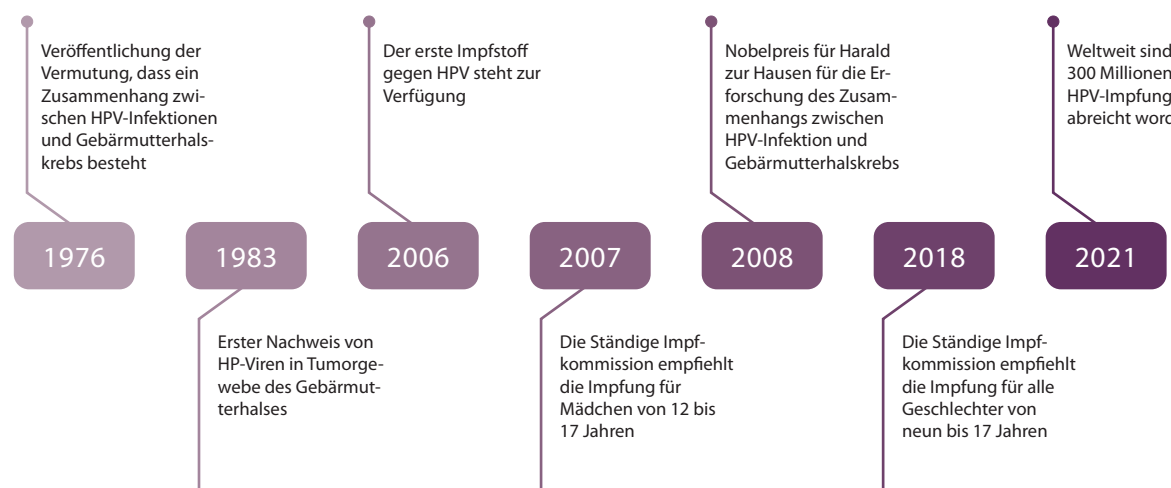 Veröffentlichung der
Vermutung, dass ein
Zusammenhang zwi-
schen HPV-Infektionen
und Gebärmutterhals-
krebs besteht
Der erste Impfstoff
gegen HPV steht zur
Verfügung
Nobelpreis für Harald
zur Hausen für die Er-
forschung des Zusam-
menhangs zwischen
HPV-Infektion und
Gebärmutterhalskrebs
Weltweit sind
300 Millionen
HPV-Impfung
abreicht
1976
1983
2006
2007
2008
2018
2021
Erster Nachweis von
HP-Viren in Tumorge-
webe des Gebärmut-
terhalses
Die Ständige Impf-
kommission empfiehlt
die Impfung für
Mädchen von 12 bis
17 Jahren
Die Ständige Impf-
kommission empfiehlt
die Impfung für alle
Geschlechter von
neun bis 17 Jahren